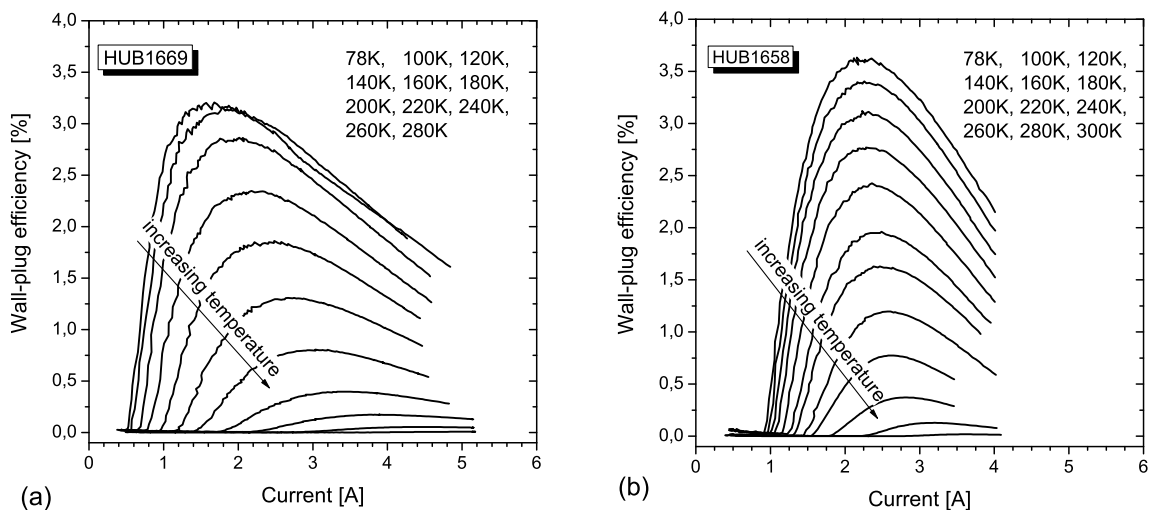 HUB1669
78K, 100K, 120K,
140K, 160K, 180K,
200K, 220K, 240K,
260K, 280K
increasing temperature
Wall-plug efficiency [%]
4,0
3,5
3,0
2,5
2,0
1,5
1,0
0,5
0,0
0 1 2 3 4 5 6
Current [A]
(a)
HUB1658
78K, 100K, 120K,
140K, 160K, 180K,
200K, 220K, 240K,
260K, 280K, 300K
increasing temperature
Wall-plug efficiency [%]
4,0
3,5
3,0
2,5
2,0
1,5
1,0
0,5
0,0
0 1 2 3 4 5 6
Current [A]
(b)